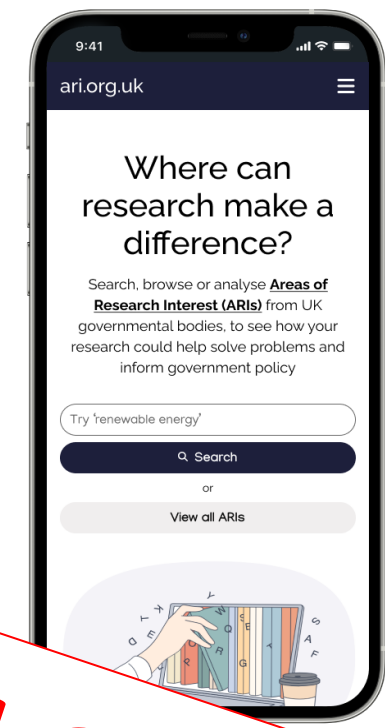 9:41
ari.org.uk
Where can
research make a
difference?
Search, browse or analyse Areas of
Research Interest (ARIs) from UK
governmental bodies, to see how your
research could help solve problems and
inform government policy
Try 'renewable energy'
Search
or
View all ARIs